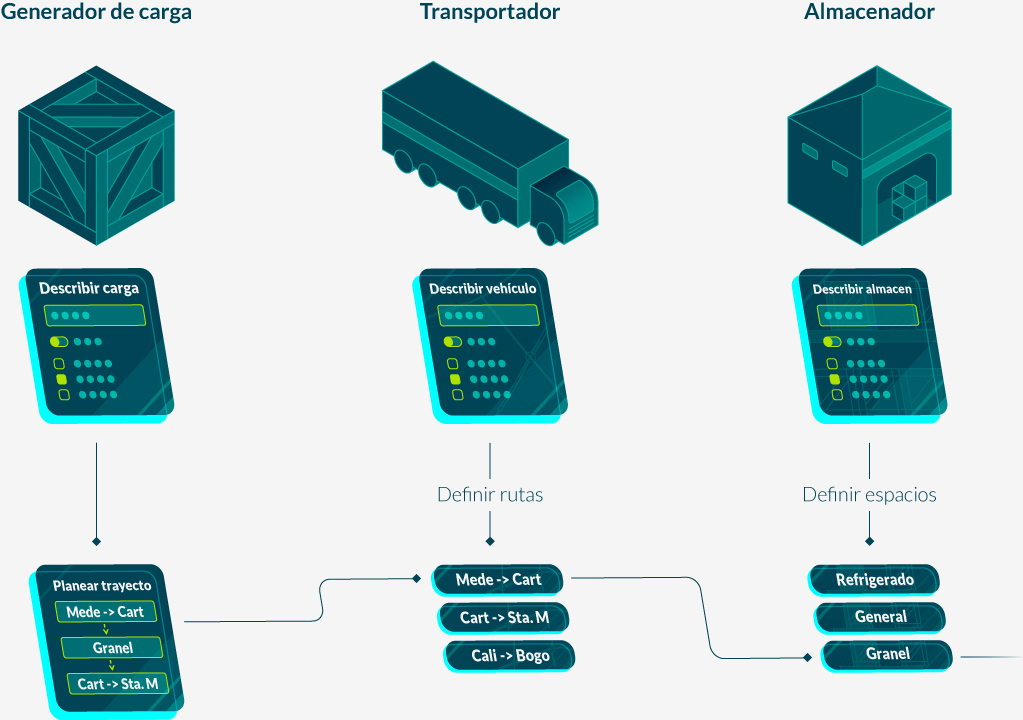 Generador de carga
Transportador
Almacenador
Describir carga
Describir vehículo
Describir almacen
Definir rutas
Definir espacios
Planear trayecto
Mede -> Cart
Granel
Cart -> Sta. M
Mede -> Cart
Cart -> Sta. M
Cali -> Bogo
Refrigerado
General
Granel